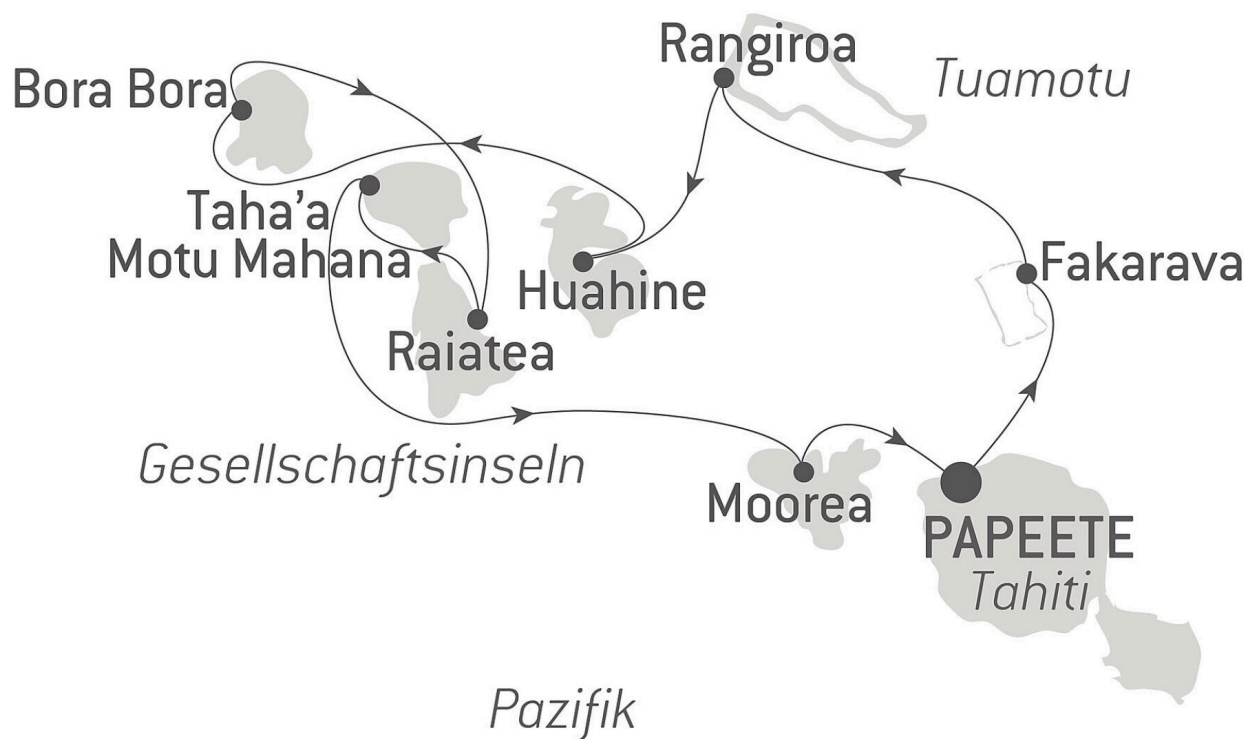 Rangiroa
Tuamotu
Bora Bora
Taha’a
Motu Mahana
Fakarava
Huahine
Raiatea
Gesellschaftsinseln
Moorea
PAPEETE
Tahiti
Pazifik